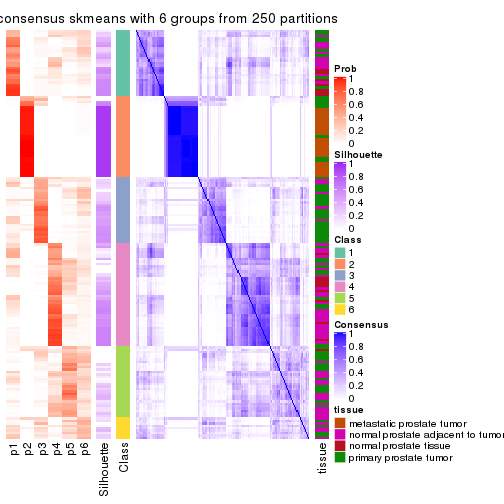 consensus skmeans with 6 groups from 250 partitions
Prob
1
0.8
0.6
0.4
0.2
0
Silhouette
1
0.8
0.6
0.4
0.2
0
Class
1
2
3
4
5
6
Consensus
1
0.8
0.6
0.4
0.2
0
tissue
metastatic prostate tumor
normal prostate adjacent to tumor
normal prostate tissue
primary prostate tumor
p1
p2
p3
p4
p5
p6
Silhouette
Class
tissue